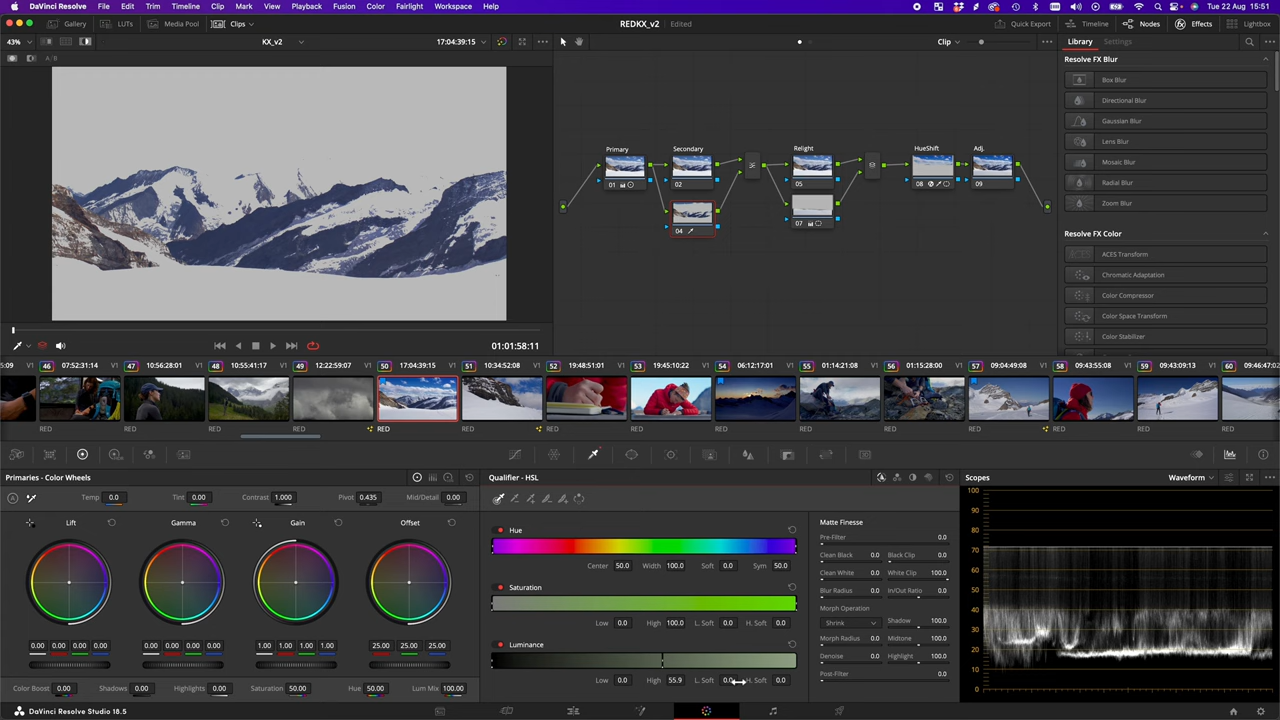 DaVinci Resolve File Edit Trim Timeline Clip Mark View Playback Fusion Color Fairlight Workspace Help Tue 22 Aug 15:51
Gallery LUTs Media Pool Clips REDKX_v2 Edited Quick Export Timeline Nodes Effects Lightbox
43% KX_v2 17:04:39:15 Clip Library Settings
A/B
Resolve FX Blur
Box Blur
Directional Blur
Gaussian Blur
Lens Blur
Mosaic Blur
Radial Blur
Zoom Blur
Resolve FX Color
ACES Transform
Chromatic Adaptation
Color Compressor
Color Space Transform
Color Stabilizer
Primary Secondary Relight HueShift Adj.
01 02 05 08 09
04 07
01:01:58:11
5:09 V1 46 07:52:31:14 V1 47 10:56:28:01 V1 48 10:55:41:17 V1 49 12:22:59:07 V1 50 17:04:39:15 V1 51 10:34:52:08 V1 52 19:48:51:01 V1 53 19:45:10:22 V1 54 06:12:17:01 V1 55 01:14:21:08 V1 56 01:15:28:00 V1 57 09:04:49:08 V1 58 09:43:55:08 V1 59 09:43:09:13 V1 60 09:46:47:0
RED RED RED RED RED RED RED RED RED RED RED RED RED RED RED
Primaries - Color Wheels
Temp 0.0 Tint 0.00 Contrast 1.000 Pivot 0.435 Mid/Detail 0.00
Lift Gamma Gain Offset
0.00 0.00 0.00 0.00 0.00 0.00 0.00 0.00 1.00 1.00 1.00 1.00 25.00 25.00 25.00
Color Boost 0.00 Shadows 0.00 Highlights 0.00 Saturation 50.00 Hue 50.00 Lum Mix 100.00
Qualifier - HSL
Hue
Center 50.0 Width 100.0 Soft 0.0 Sym 50.0
Saturation
Low 0.0 High 100.0 L. Soft 0.0 H. Soft 0.0
Luminance
Low 0.0 High 55.9 L. Soft H. Soft 0.0
Matte Finesse
Pre-Filter 0.0
Clean Black 0.0 Black Clip 0.0
Clean White 0.0 White Clip 100.0
Blur Radius 0.0 In/Out Ratio 0.0
Morph Operation
Shrink Shadow 100.0
Morph Radius 0.0 Midtone 100.0
Denoise 0.0 Highlight 100.0
Post-Filter 0.0
Scopes Waveform
100
90
80
70
60
50
40
30
20
10
0
DaVinci Resolve Studio 18.5